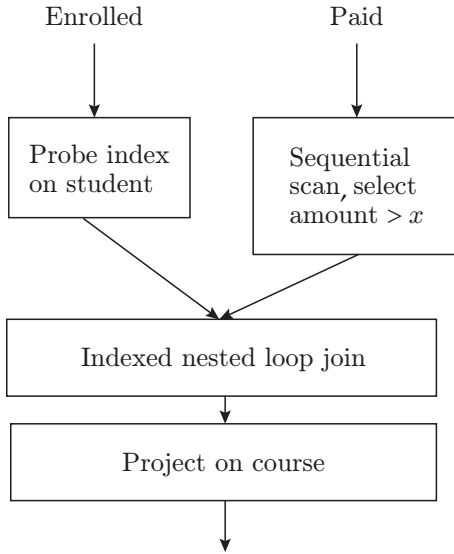 Enrolled
Paid
Probe index
on student
Sequential
scan, select
amount > x
Indexed nested loop join
Project on course